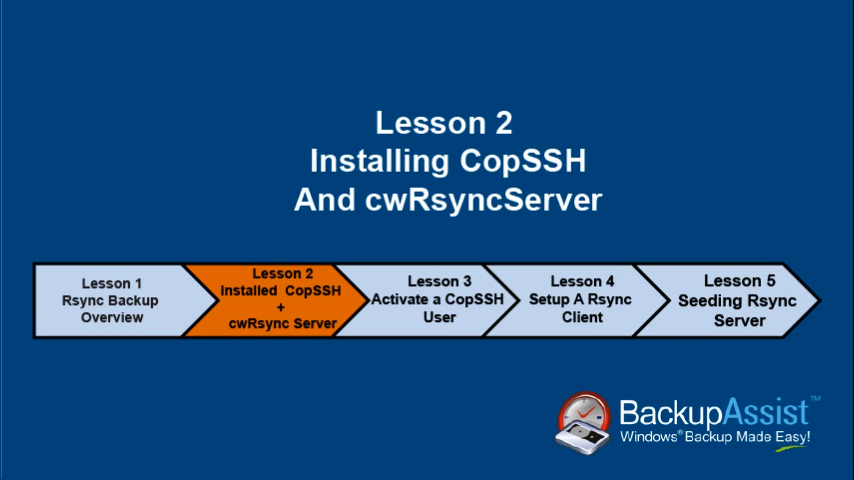 Lesson 2
Installing CopSSH
And cwRsyncServer
Lesson 1
Rsync Backup
Overview
Lesson 2
Installed CopSSH
+
cwRsync Server
Lesson 3
Activate a CopSSH
User
Lesson 4
Setup A Rsync
Client
Lesson 5
Seeding Rsync
Server
BackupAssist™
Windows® Backup Made Easy!